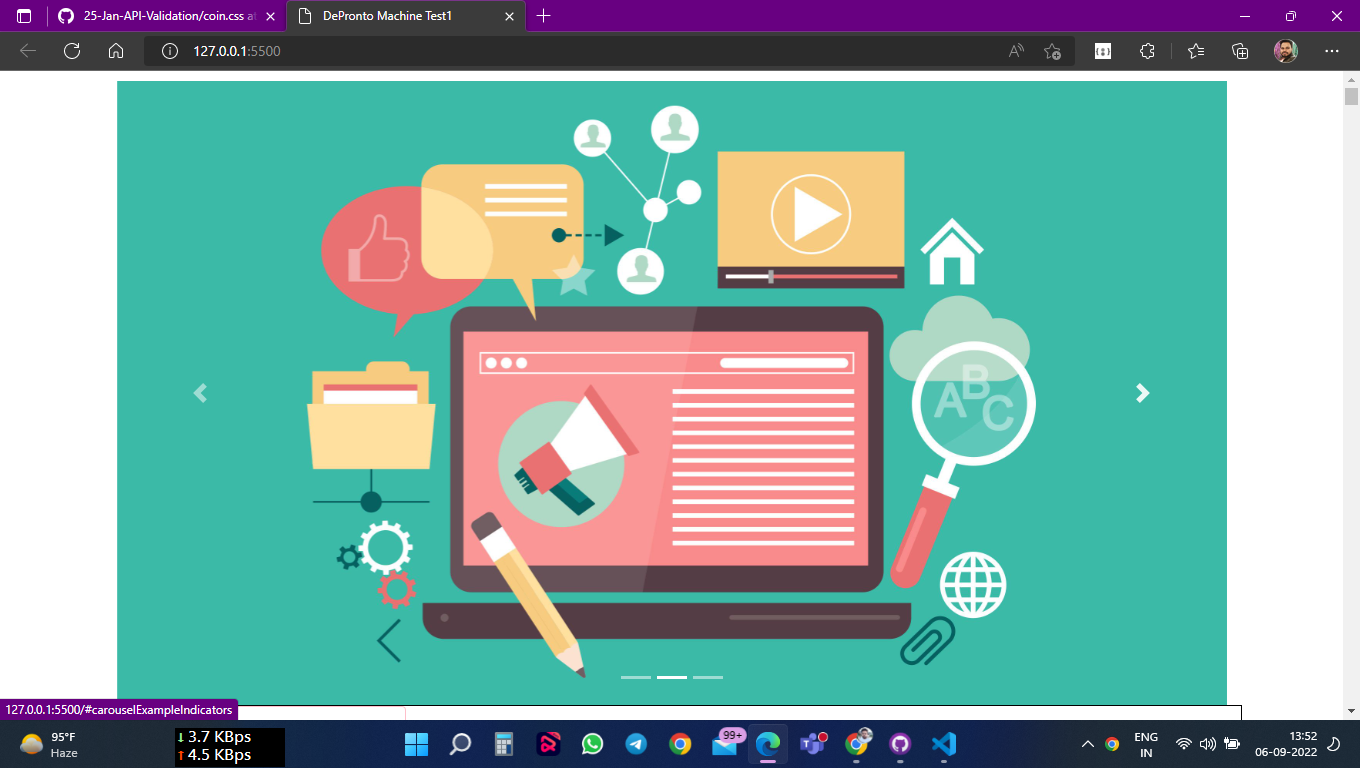 25-Jan-API-Validation/coin.css at
DePronto Machine Test1
127.0.0.1:5500
A
ABC
127.0.0.1:5500/#carouselExampleIndicators
95°F
Haze
↓ 3.7 KBps
↑ 4.5 KBps
99+
ENG
IN
13:52
06-09-2022